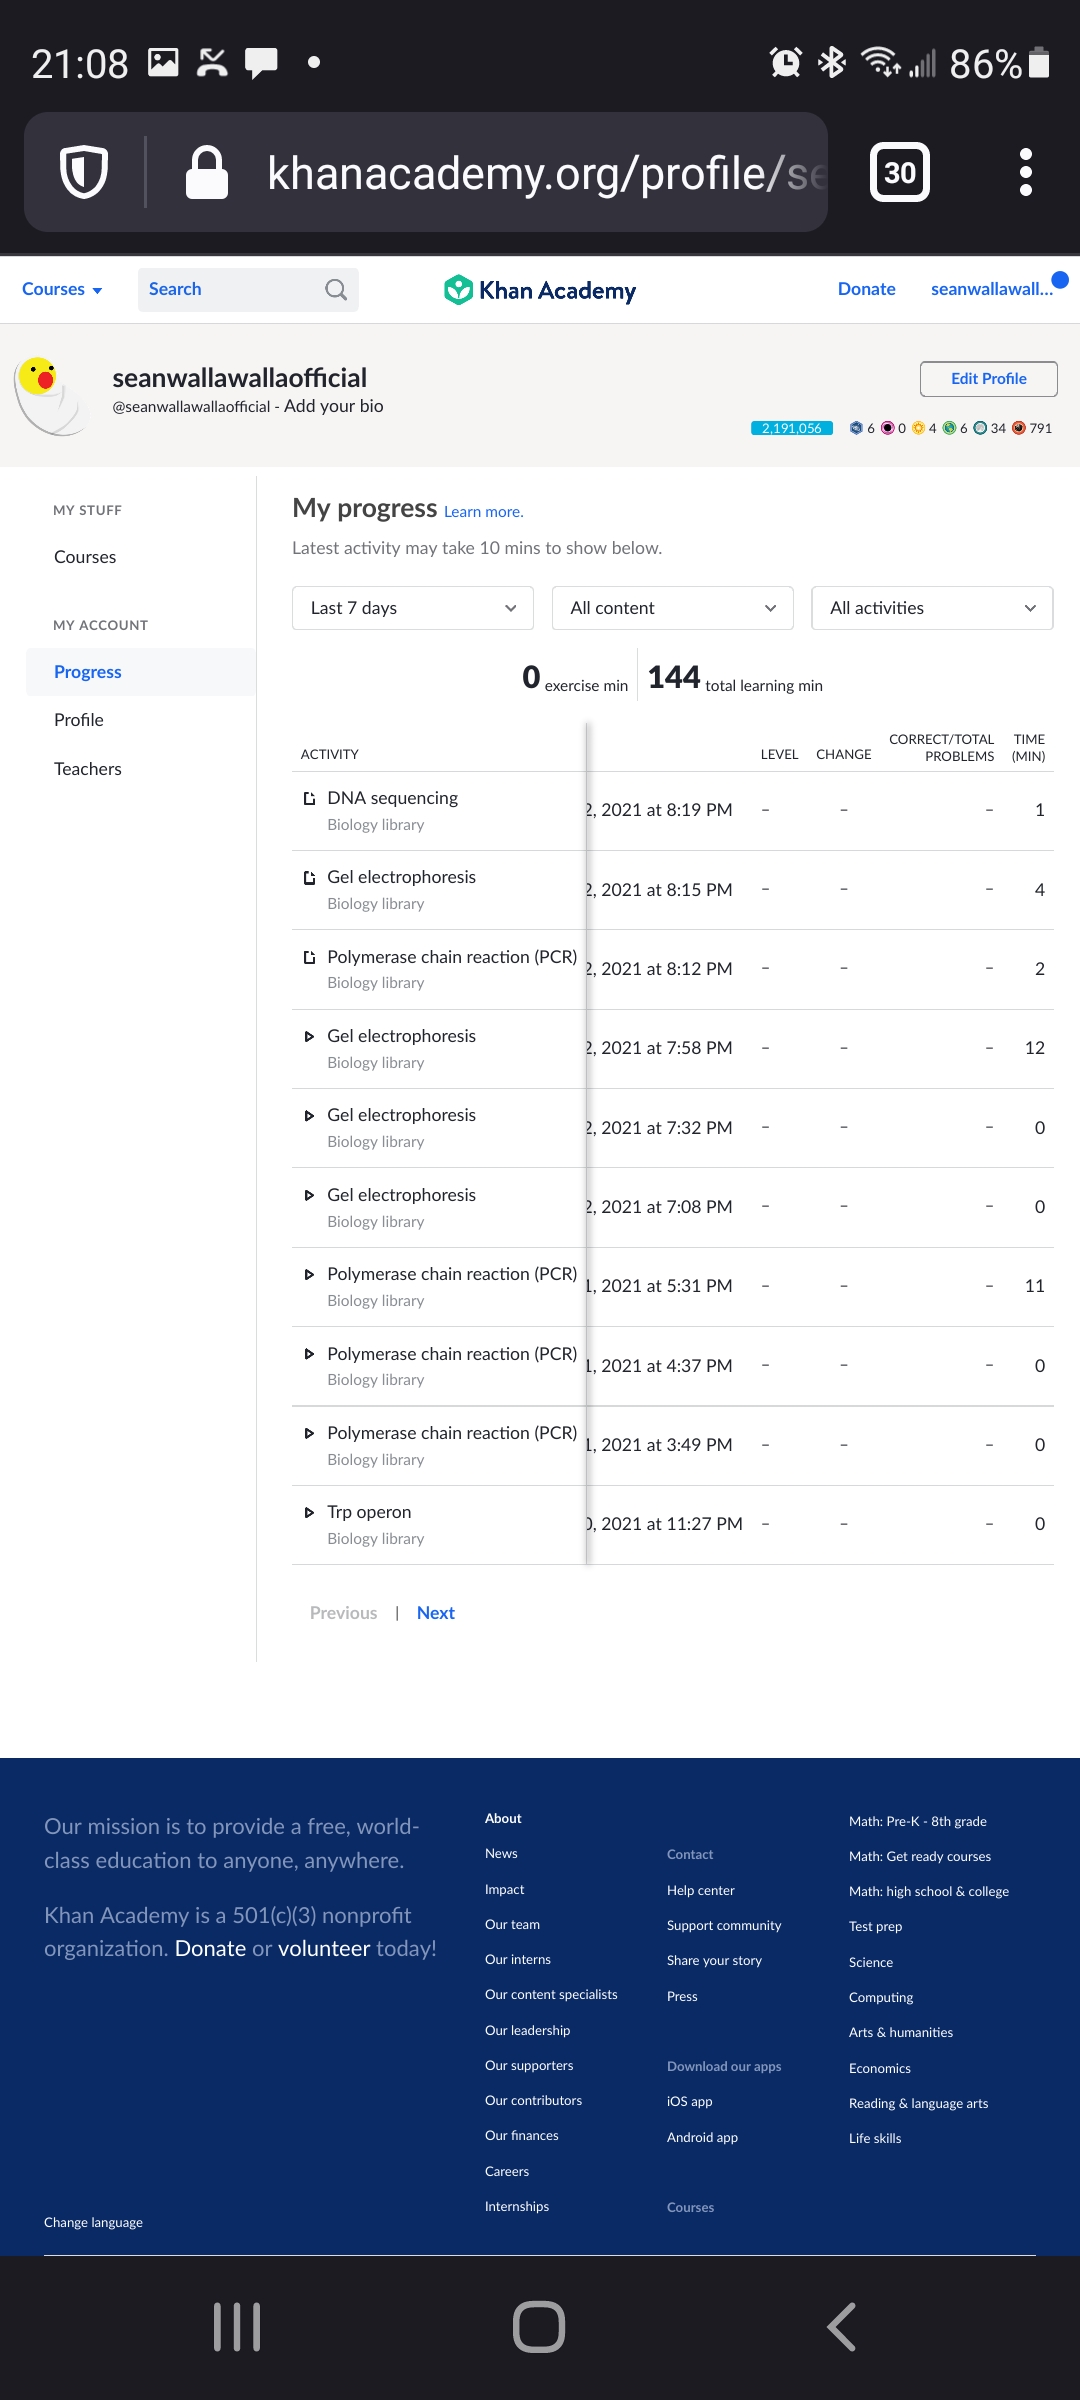 21:08
86%
khanacademy.org/profile/se
30
Courses
Search
Khan Academy
Donate
seanwallawall...
seanwallawallaofficial
@seanwallawallaofficial - Add your bio
Edit Profile
2,191,056 6 0 4 6 34 791
MY STUFF
Courses
MY ACCOUNT
Progress
Profile
Teachers
My progress Learn more.
Latest activity may take 10 mins to show below.
Last 7 days
All content
All activities
0 exercise min
144 total learning min
ACTIVITY LEVEL CHANGE CORRECT/TOTAL PROBLEMS TIME (MIN)
DNA sequencing
Biology library
2, 2021 at 8:19 PM – – – 1
Gel electrophoresis
Biology library
2, 2021 at 8:15 PM – – – 4
Polymerase chain reaction (PCR)
Biology library
2, 2021 at 8:12 PM – – – 2
Gel electrophoresis
Biology library
2, 2021 at 7:58 PM – – – 12
Gel electrophoresis
Biology library
2, 2021 at 7:32 PM – – – 0
Gel electrophoresis
Biology library
2, 2021 at 7:08 PM – – – 0
Polymerase chain reaction (PCR)
Biology library
1, 2021 at 5:31 PM – – – 11
Polymerase chain reaction (PCR)
Biology library
1, 2021 at 4:37 PM – – – 0
Polymerase chain reaction (PCR)
Biology library
1, 2021 at 3:49 PM – – – 0
Trp operon
Biology library
0, 2021 at 11:27 PM – – – 0
Previous | Next
Our mission is to provide a free, world-
class education to anyone, anywhere.
Khan Academy is a 501(c)(3) nonprofit
organization. Donate or volunteer today!
About
News
Impact
Our team
Our interns
Our content specialists
Our leadership
Our supporters
Our contributors
Our finances
Careers
Internships
Contact
Help center
Support community
Share your story
Press
Download our apps
iOS app
Android app
Courses
Math: Pre-K - 8th grade
Math: Get ready courses
Math: high school & college
Test prep
Science
Computing
Arts & humanities
Economics
Reading & language arts
Life skills
Change language